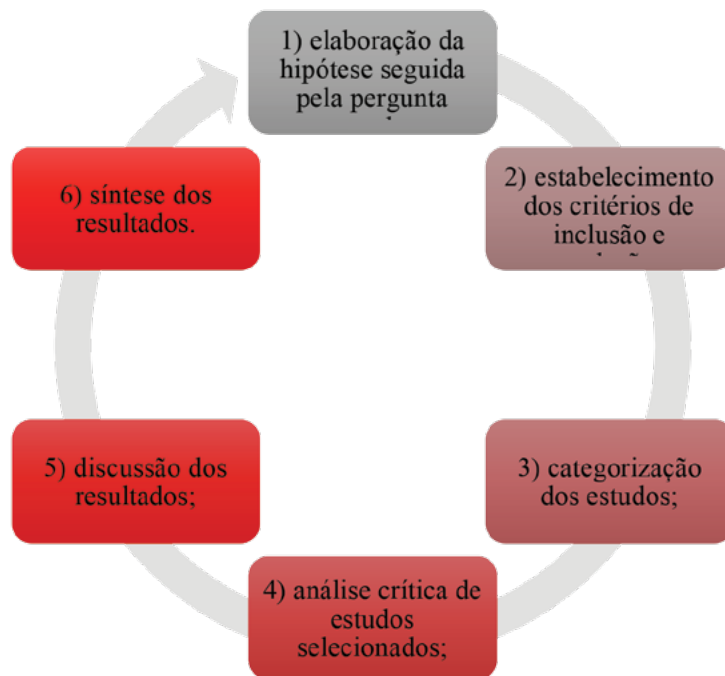 1) elaboração da
hipótese seguida
pela pergunta
2) estabelecimento
dos critérios de
inclusão e
3) categorização
dos estudos;
4) análise crítica de
estudos
selecionados;
5) discussão dos
resultados;
6) síntese dos
resultados.